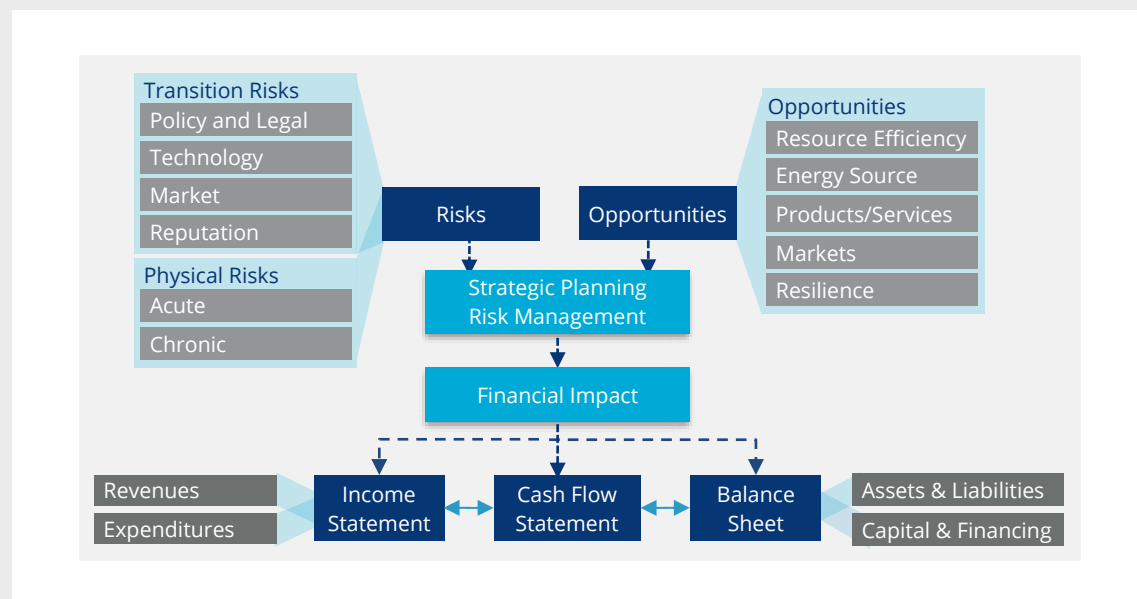 Transition Risks
Policy and Legal
Technology
Market
Reputation
Physical Risks
Acute
Chronic
Risks
Opportunities
Opportunities
Resource Efficiency
Energy Source
Products/Services
Markets
Resilience
Strategic Planning
Risk Management
Financial Impact
Revenues
Expenditures
Income
Statement
Cash Flow
Statement
Balance
Sheet
Assets & Liabilities
Capital & Financing